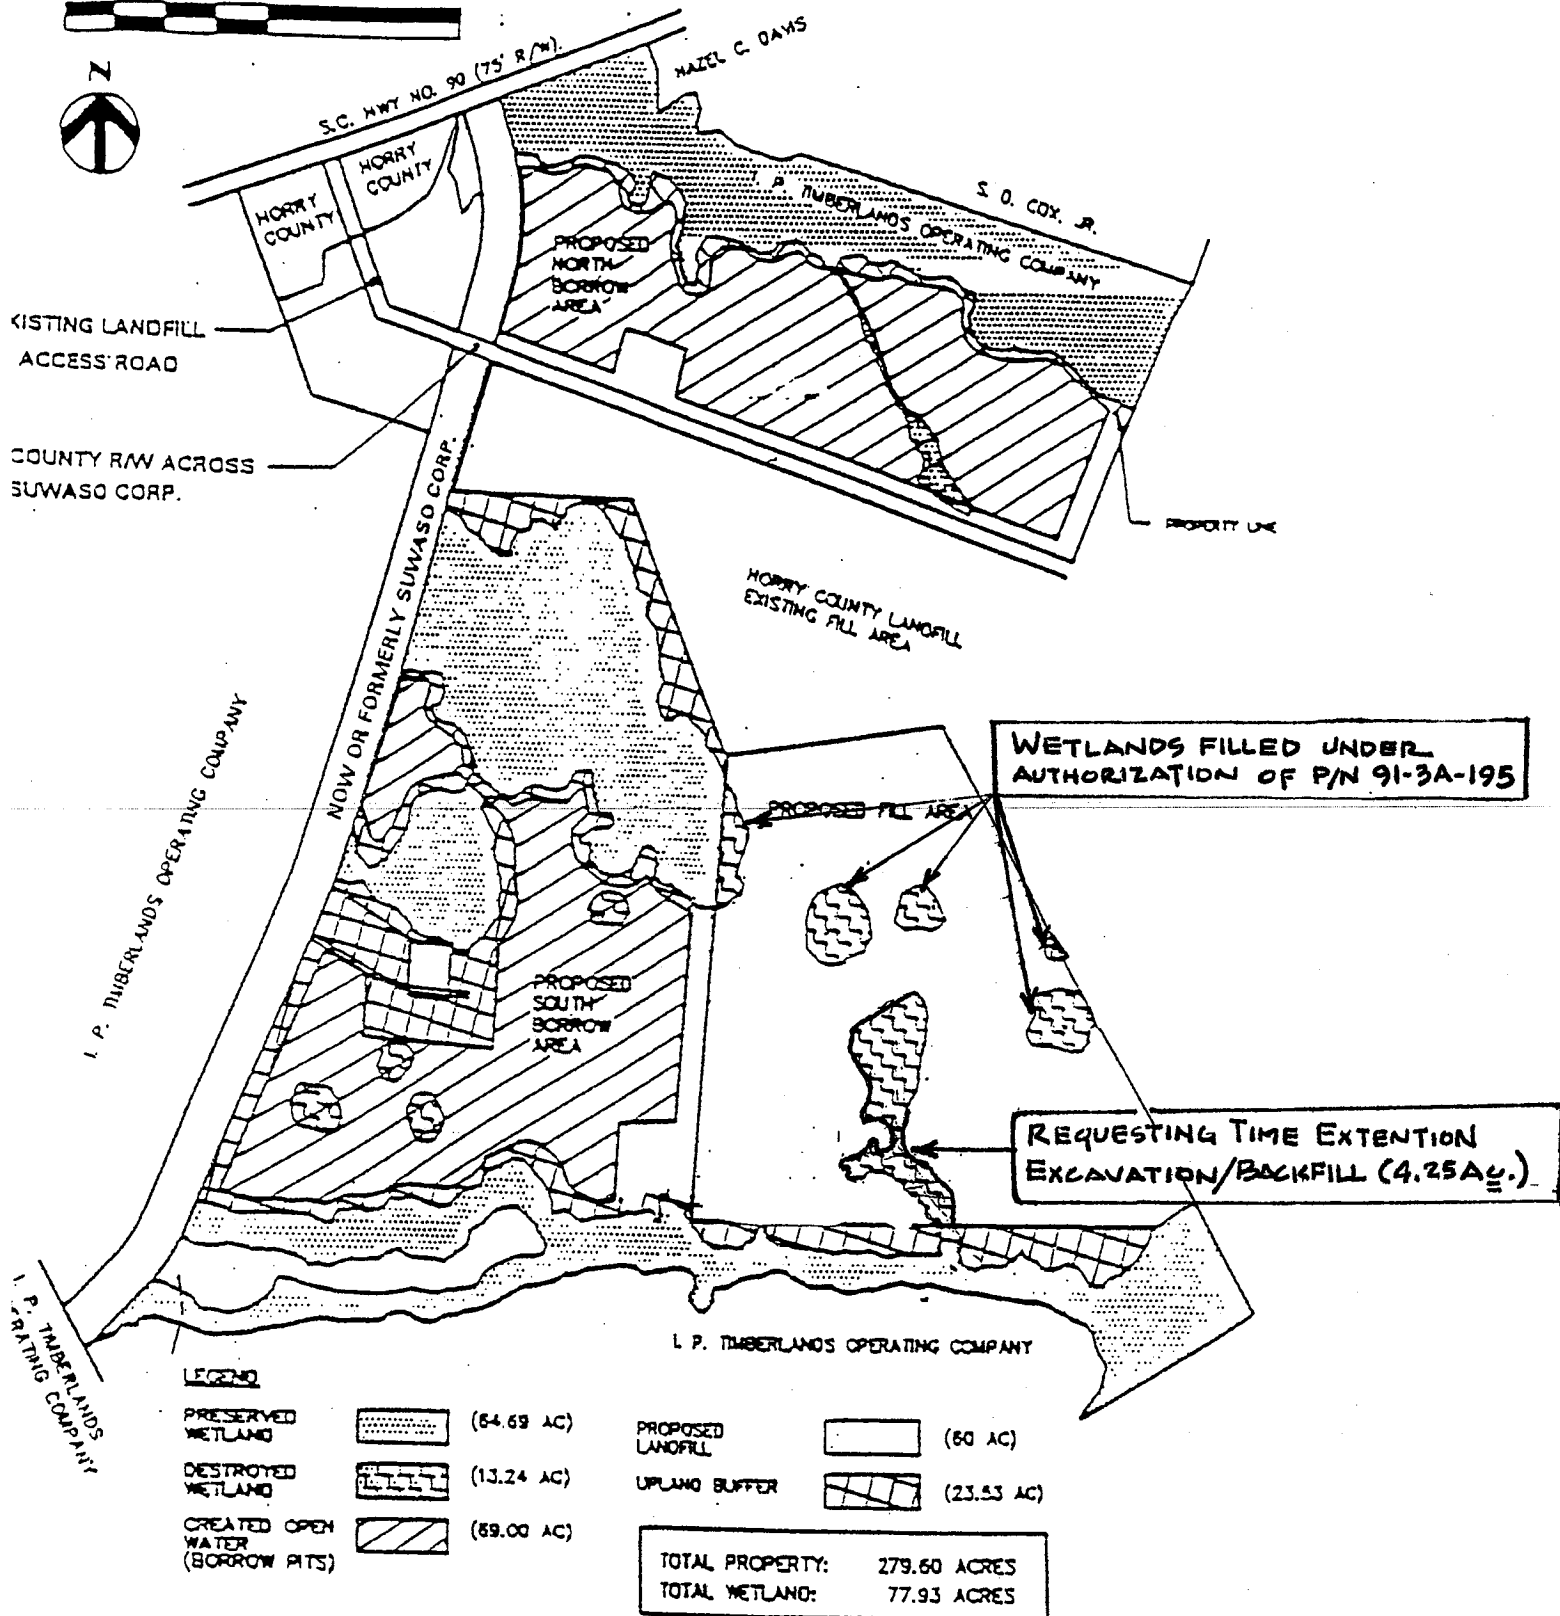 N
S.C. HWY NO. 90 (75' R/W).
HAZEL C. DAVIS
HORRY
COUNTY
HORRY
COUNTY
I. P. TIMBERLANDS OPERATING COMPANY
S. D. COX, JR.
PROPOSED
NORTH
BORROW
AREA
XISTING LANDFILL
ACCESS ROAD
COUNTY R/W ACROSS
SUWASO CORP.
NOW OR FORMERLY SUWASO CORP.
PROPERTY LINE
HORRY COUNTY LANDFILL
EXISTING FILL AREA
I. P. TIMBERLANDS OPERATING COMPANY
WETLANDS FILLED UNDER
AUTHORIZATION OF P/N 91-3A-195
PROPOSED FILL AREA
PROPOSED
SOUTH
BORROW
AREA
REQUESTING TIME EXTENTION
EXCAVATION/BACKFILL (4.25 Ac.)
I. P. TIMBERLANDS
RATING COMPANY
I. P. TIMBERLANDS OPERATING COMPANY
LEGEND
PRESERVED
WETLAND
(64.69 AC)
DESTROYED
WETLAND
(13.24 AC)
CREATED OPEN
WATER
(BORROW PITS)
(69.00 AC)
PROPOSED
LANDFILL
(60 AC)
UPLAND BUFFER
(23.53 AC)
TOTAL PROPERTY: 279.60 ACRES
TOTAL WETLAND: 77.93 ACRES